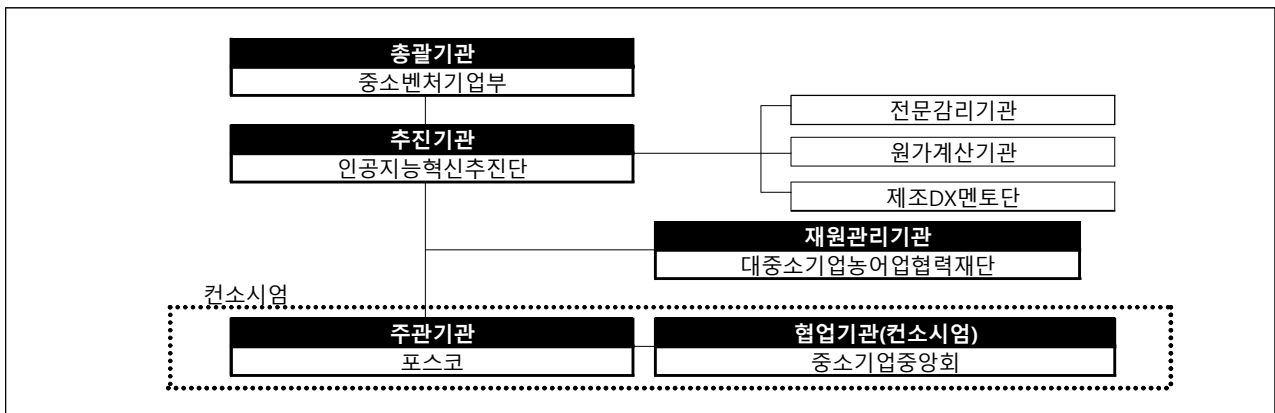 총괄기관
중소벤처기업부
전문감리기관
추진기관
원가계산기관
인공지능혁신추진단
제조DX멘토단
재원관리기관
대중소기업농어업협력재단
컨소시엄
주관기관
협업기관(컨소시엄)
포스코
중소기업중앙회